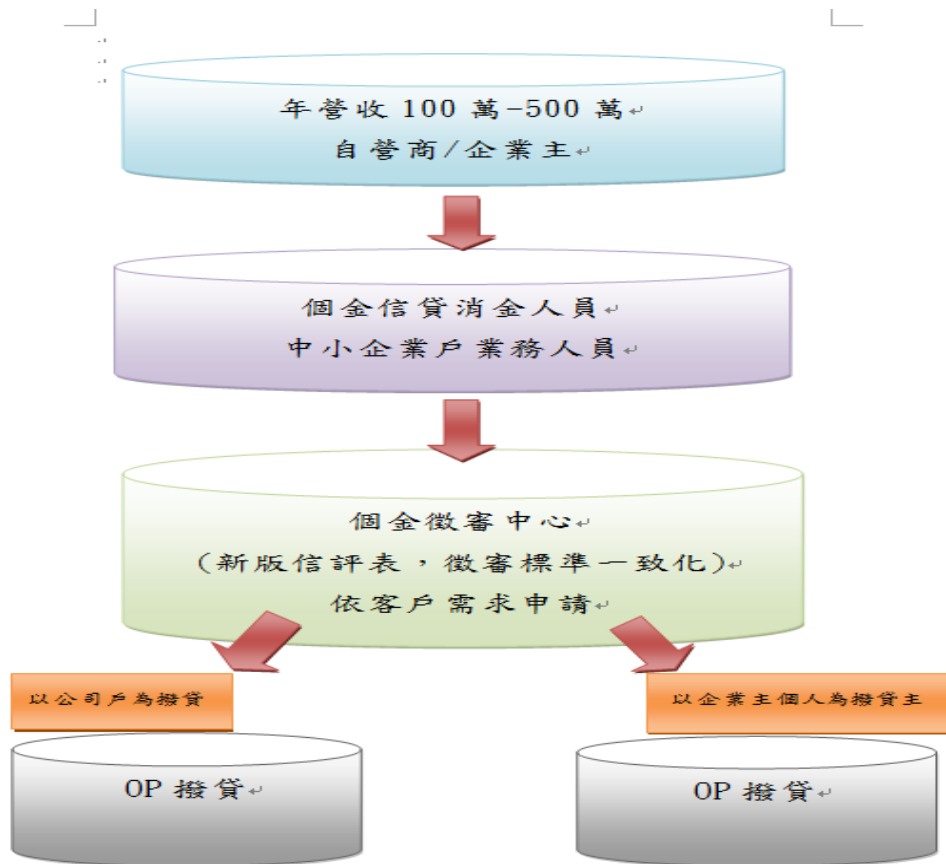 年營收 100 萬-500 萬
自營商/企業主
個金信貸消金人員
中小企業戶業務人員
個金徵審中心
(新版信評表，徵審標準一致化)
依客戶需求申請
以公司戶為撥貸
以企業主個人為撥貸主
OP 撥貸
OP 撥貸